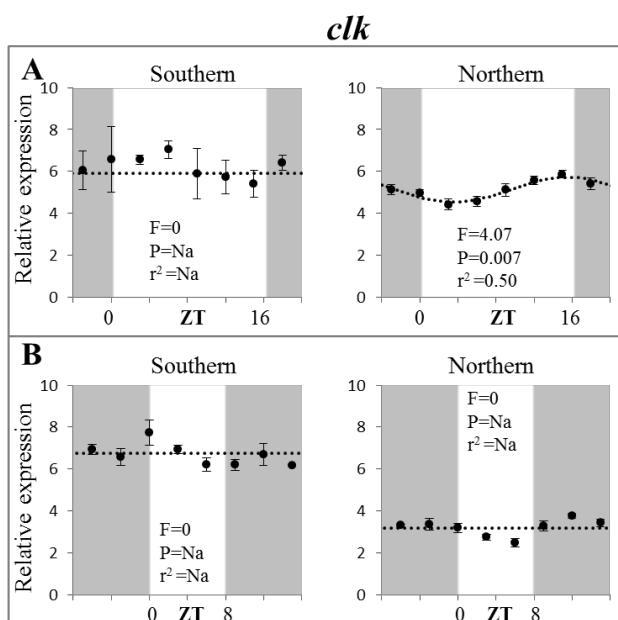 clk
A
Southern
Northern
Relative expression
10
8
6
4
2
0
F=0
P=Na
r²=Na
0 ZT 16
10
8
6
4
2
0
F=4.07
P=0.007
r²=0.50
0 ZT 16
B
Southern
Northern
Relative expression
10
8
6
4
2
0
F=0
P=Na
r²=Na
0 ZT 8
10
8
6
4
2
0
F=0
P=Na
r²=Na
0 ZT 8